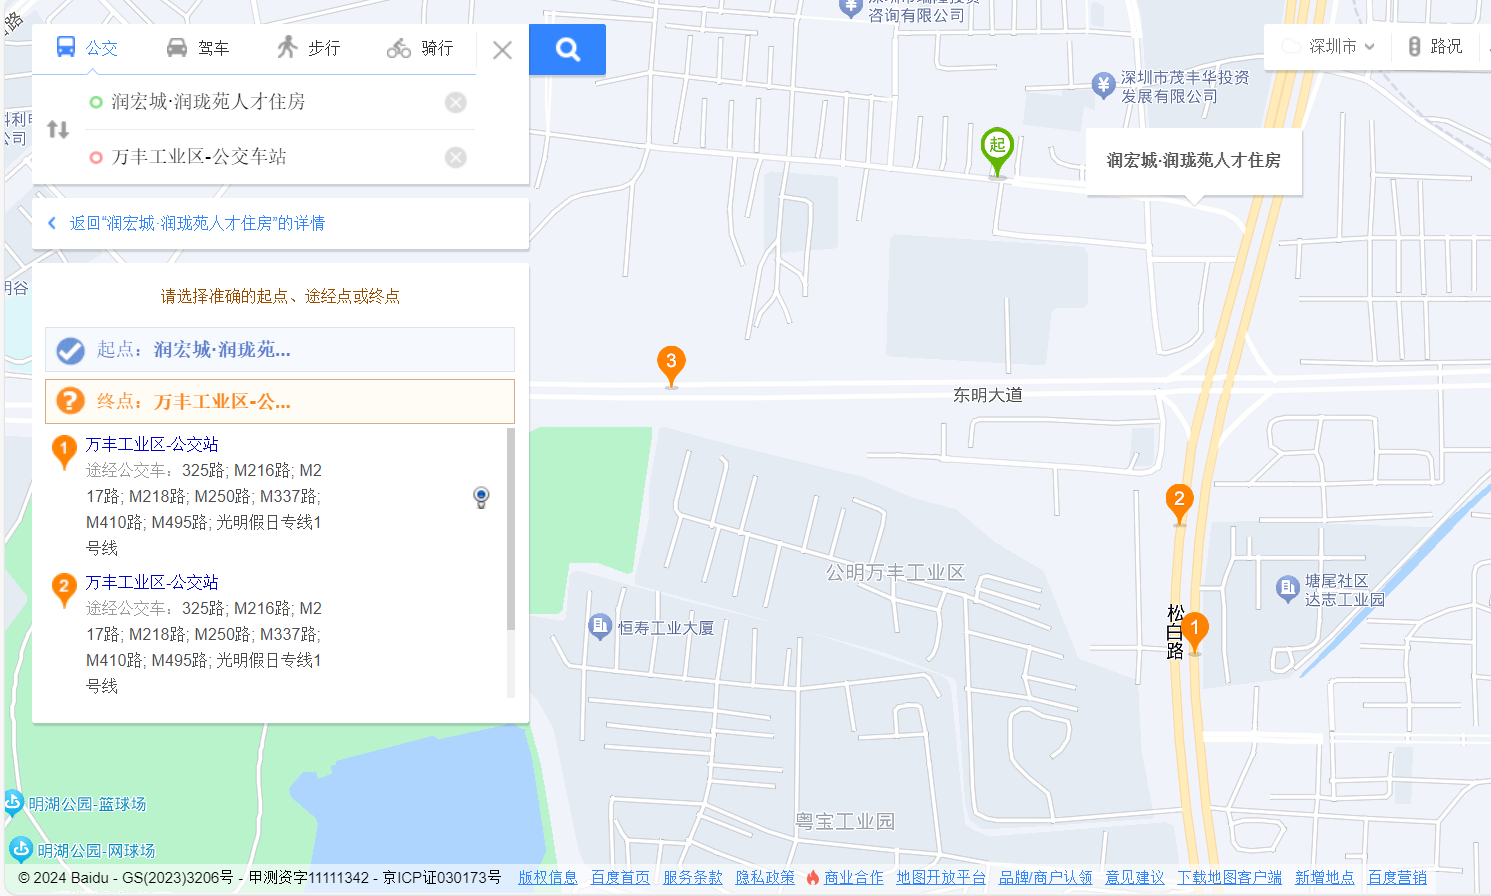 公交
驾车
步行
骑行
润宏城·润珑苑人才住房
万丰工业区-公交车站
返回“润宏城·润珑苑人才住房”的详情
请选择准确的起点、途经点或终点
起点：润宏城·润珑苑...
终点：万丰工业区-公...
1
万丰工业区-公交站
途经公交车：325路; M216路; M2
17路; M218路; M250路; M337路;
M410路; M495路; 光明假日专线1
号线
2
万丰工业区-公交站
途经公交车：325路; M216路; M2
17路; M218路; M250路; M337路;
M410路; M495路; 光明假日专线1
号线
咨询有限公司
深圳市
路况
深圳市茂丰华投资
发展有限公司
起
润宏城·润珑苑人才住房
3
东明大道
2
公明万丰工业区
塘尾社区
达志工业园
恒寿工业大厦
松白路
1
粤宝工业园
明湖公园-篮球场
明湖公园-网球场
© 2024 Baidu - GS(2023)3206号 - 甲测资字11111342 - 京ICP证030173号 版权信息 百度首页 服务条款 隐私政策 商业合作 地图开放平台 品牌/商户认领 意见建议 下载地图客户端 新增地点 百度营销